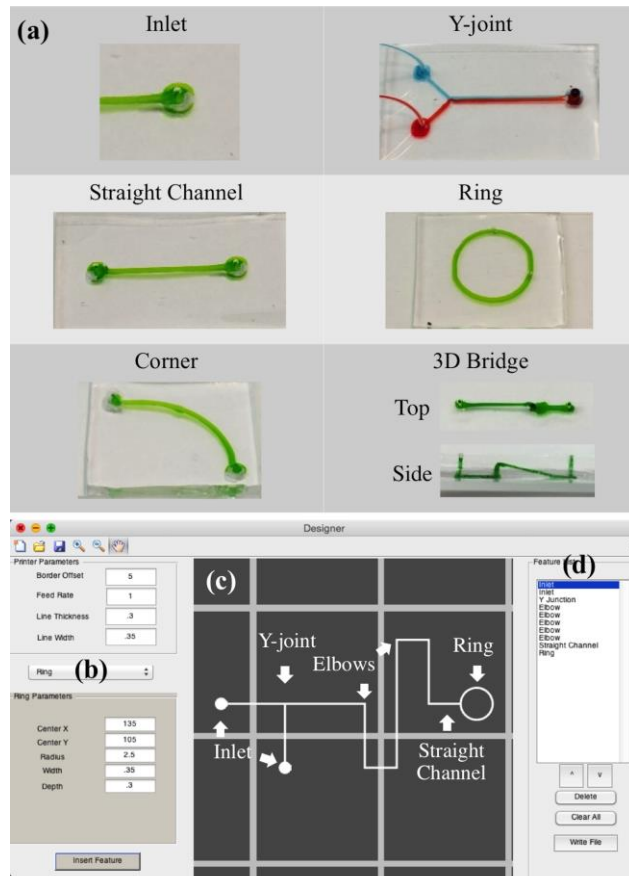 (a)
Inlet
Y-joint
Straight Channel
Ring
Corner
3D Bridge
Top
Side
Designer
Printer Parameters
Border Offset 5
Feed Rate 1
Line Thickness .3
Line Width .35
Ring
(b)
Ring Parameters
Center X 135
Center Y 105
Radius 2.5
Width .35
Depth .3
Insert Feature
(c)
Y-joint
Elbows
Ring
Inlet
Straight
Channel
(d)
Feature List
Inlet
Inlet
Y Junction
Elbow
Elbow
Elbow
Elbow
Elbow
Straight Channel
Ring
^ v
Delete
Clear All
Write File